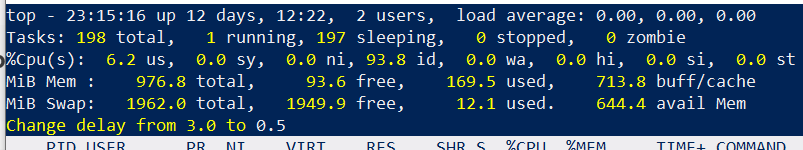 top - 23:15:16 up 12 days, 12:22,  2 users,  load average: 0.00, 0.00, 0.00
Tasks: 198 total,   1 running, 197 sleeping,   0 stopped,   0 zombie
%Cpu(s):  6.2 us,  0.0 sy,  0.0 ni, 93.8 id,  0.0 wa,  0.0 hi,  0.0 si,  0.0 st
MiB Mem :    976.8 total,     93.6 free,    169.5 used,    713.8 buff/cache
MiB Swap:   1962.0 total,   1949.9 free,     12.1 used.    644.4 avail Mem
Change delay from 3.0 to 0.5
PID USER      PR  NI    VIRT    RES    SHR S  %CPU  %MEM     TIME+ COMMAND